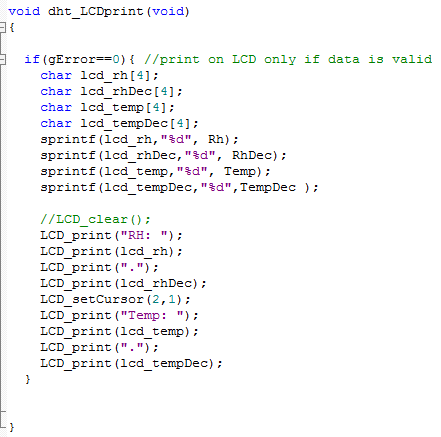 void dht_LCDprint(void)
{
if(gError==0){ //print on LCD only if data is valid
char lcd_rh[4];
char lcd_rhDec[4];
char lcd_temp[4];
char lcd_tempDec[4];
sprintf(lcd_rh,"%d", Rh);
sprintf(lcd_rhDec,"%d", RhDec);
sprintf(lcd_temp,"%d", Temp);
sprintf(lcd_tempDec,"%d",TempDec );
//LCD_clear();
LCD_print("RH: ");
LCD_print(lcd_rh);
LCD_print(".");
LCD_print(lcd_rhDec);
LCD_setCursor(2,1);
LCD_print("Temp: ");
LCD_print(lcd_temp);
LCD_print(".");
LCD_print(lcd_tempDec);
}
}